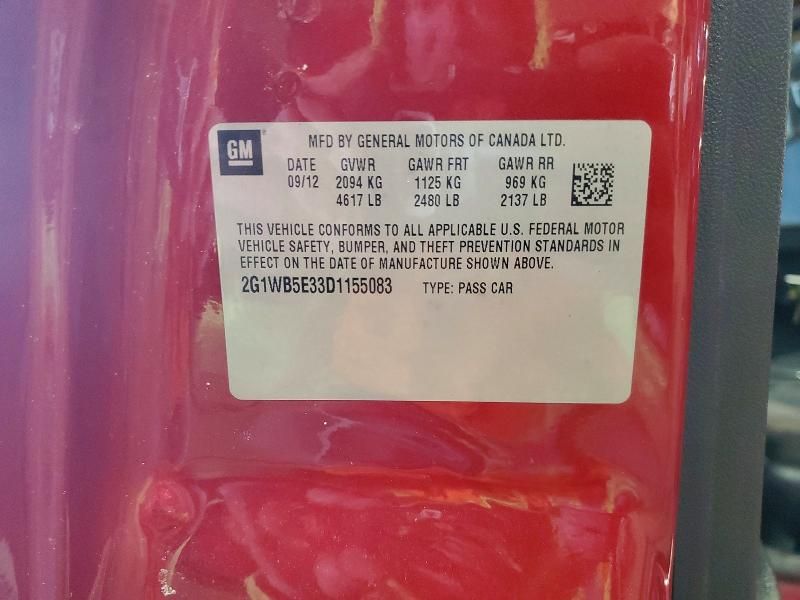 GM
MFD BY GENERAL MOTORS OF CANADA LTD.
DATE GVWR GAWR FRT GAWR RR
09/12 2094 KG 1125 KG 969 KG
4617 LB 2480 LB 2137 LB
THIS VEHICLE CONFORMS TO ALL APPLICABLE U.S. FEDERAL MOTOR
VEHICLE SAFETY, BUMPER, AND THEFT PREVENTION STANDARDS IN
EFFECT ON THE DATE OF MANUFACTURE SHOWN ABOVE.
2G1WB5E33D1155083 TYPE: PASS CAR